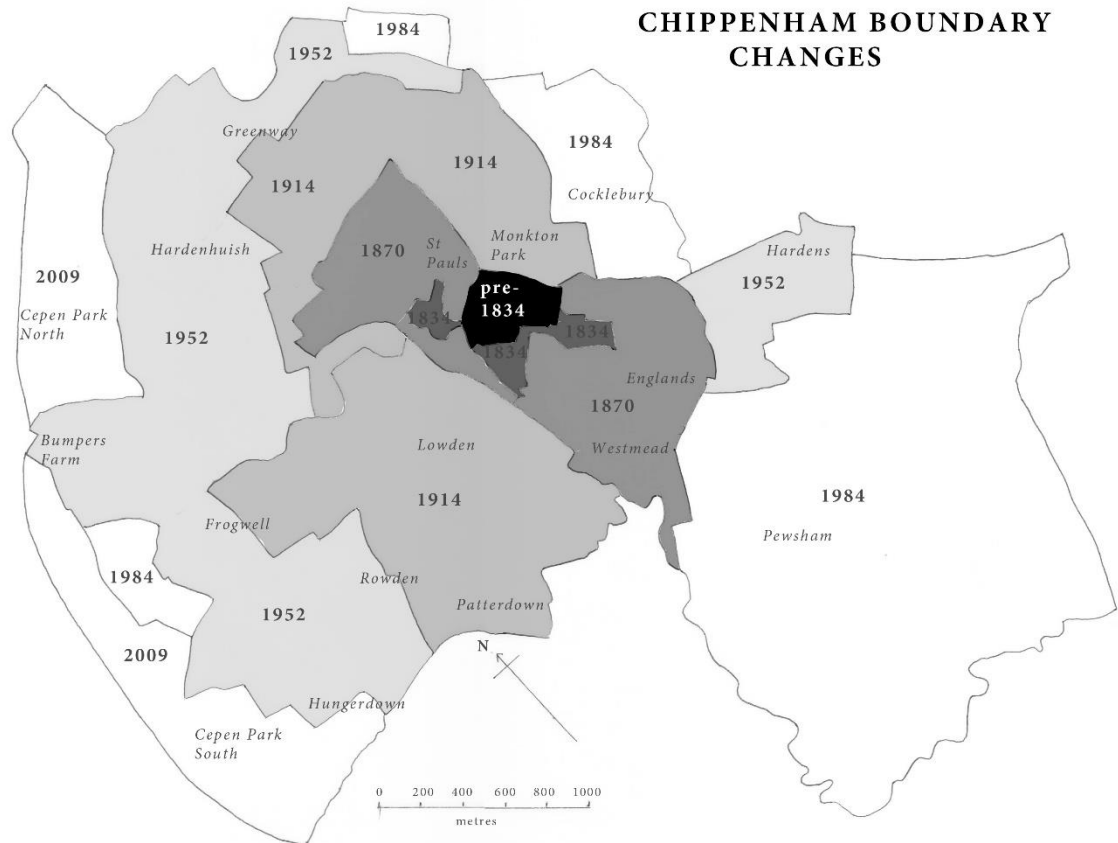 CHIPPENHAM BOUNDARY
CHANGES
1984
1952
Greenway
1914
1914
1984
Cocklebury
Hardenhuish
1870
St
Pauls
Monkton
Park
Hardens
1952
2009
Cepen Park
North
pre-
1834
1834
1834
1834
1952
Englands
1870
Bumpers
Farm
Lowden
Westmead
1914
1984
Pewsham
Frogwell
1984
Rowden
1952
Patterdown
2009
N
Hungerdown
Cepen Park
South
0 200 400 600 800 1000
metres